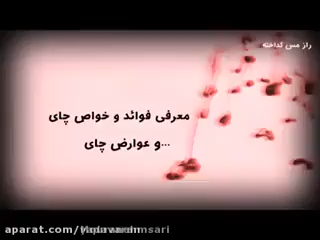 راز مس گداخته
معرفی فوائد و خواص چای
و عوارض چای...
aparat.com/